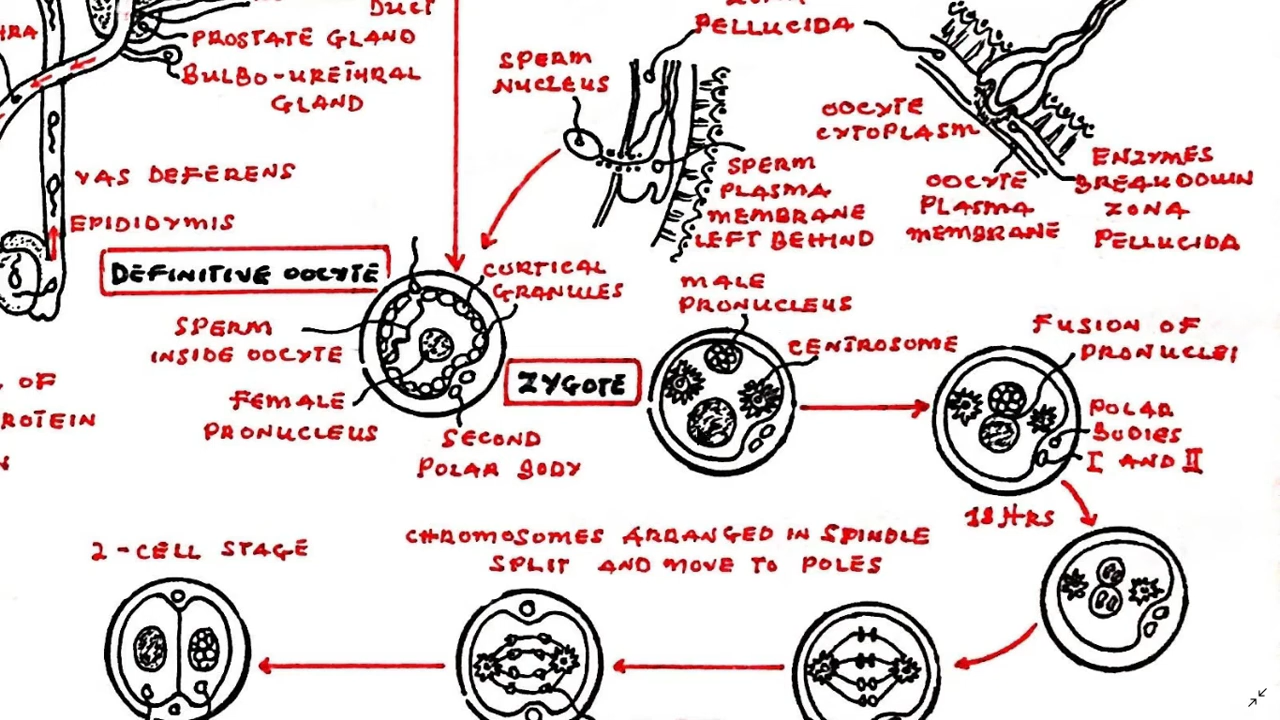 DUCT
PROSTATE GLAND
BULBO-URETHRAL
GLAND
VAS DEFERENS
EPIDIDYMIS
PELLUCIDA
SPERM
NUCLEUS
OOCYTE
CYTOPLASM
SPERM
PLASMA
MEMBRANE
LEFT BEHIND
OOCYTE
PLASMA
MEMBRANE
ENZYMES
BREAKDOWN
ZONA
PELLUCIDA
DEFINITIVE OOCYTE
CORTICAL
GRANULES
SPERM
INSIDE OOCYTE
FEMALE
PRONUCLEUS
SECOND
POLAR BODY
ZYGOTE
MALE
PRONUCLEUS
CENTROSOME
FUSION OF
PRONUCLEI
POLAR
BODIES
I AND II
18 HRS
OF
CHROMOSOMES ARRANGED IN SPINDLE
SPLIT AND MOVE TO POLES
2-CELL STAGE